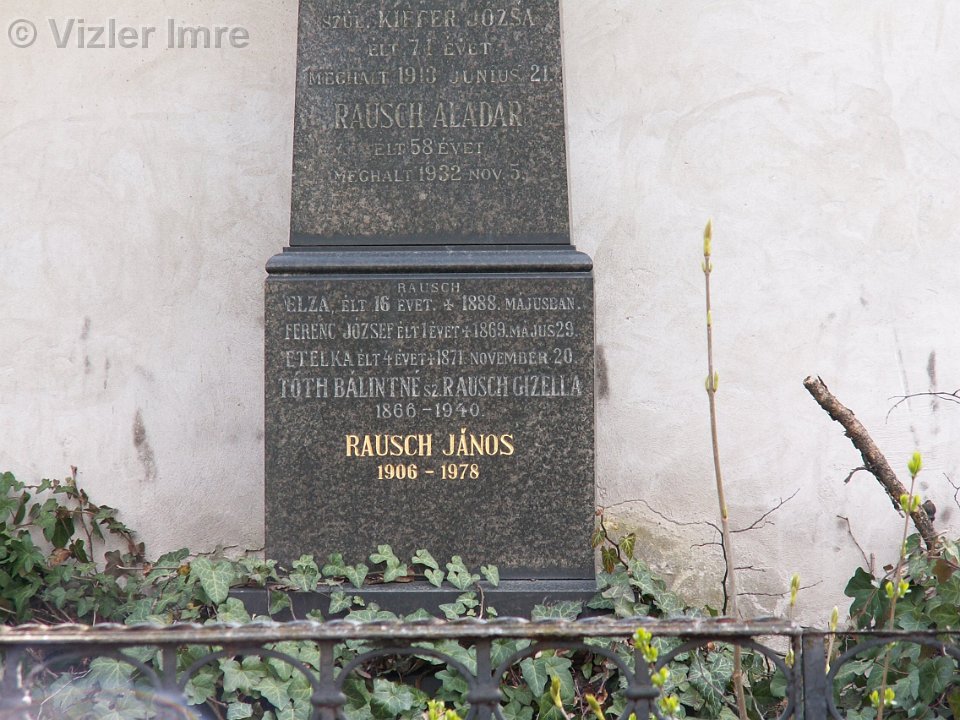 © Vizler Imre
SZÜL. KIEFER JÓZSA
ÉLT 71 ÉVET
MEGHALT 1913 JUNIUS 21.
RAUSCH ALADÁR
ÉLT 58 ÉVET
MEGHALT 1932 NOV. 5.
RAUSCH
ELZA, ÉLT 16 ÉVET. + 1888. MÁJUSBAN.
FERENC JÓZSEF ÉLT 1 ÉVET + 1869. MÁJUS 29.
ETELKA ÉLT 4 ÉVET + 1871. NOVEMBER 20.
TÓTH BÁLINTNÉ SZ. RAUSCH GIZELLA
1866 - 1940.
RAUSCH JÁNOS
1906 - 1978